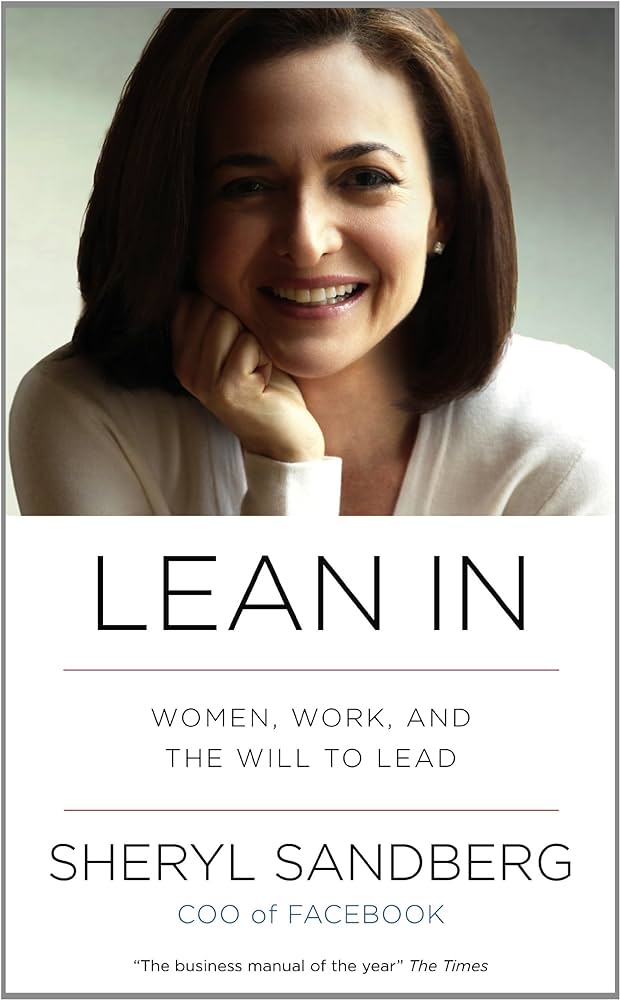 LEAN IN
WOMEN, WORK, AND
THE WILL TO LEAD
SHERYL SANDBERG
COO of FACEBOOK
“The business manual of the year” The Times